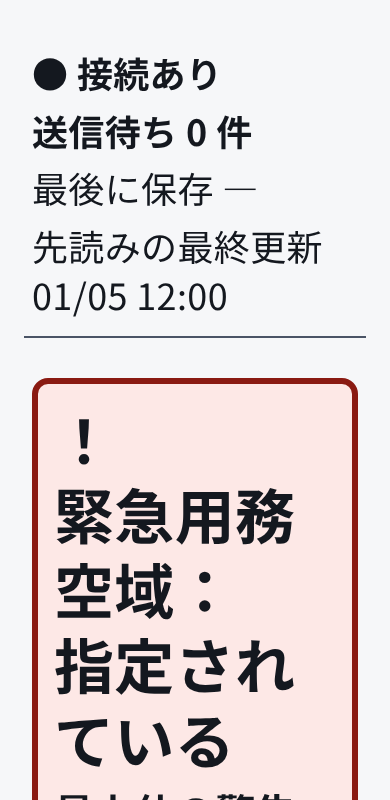 ● 接続あり
送信待ち 0 件
最後に保存 —
先読みの最終更新
01/05 12:00
！
緊急用務
空域：
指定され
ている